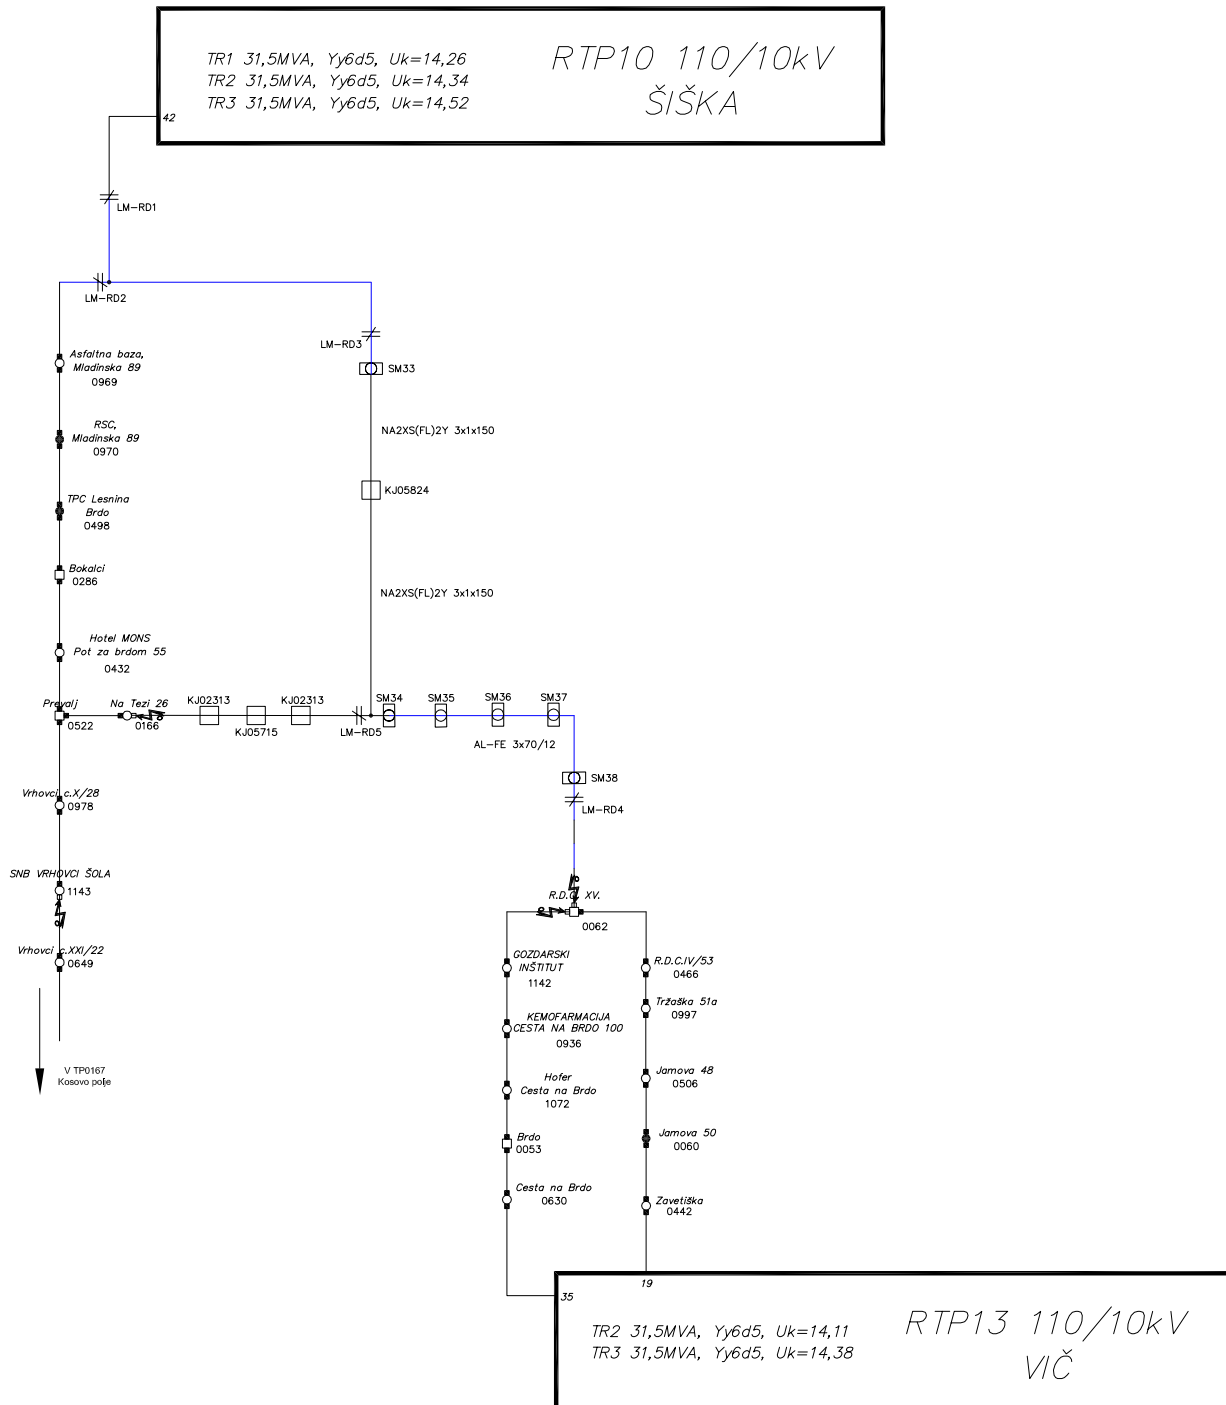 TR1 31,5MVA, Yy6d5, Uk=14,26
TR2 31,5MVA, Yy6d5, Uk=14,34
TR3 31,5MVA, Yy6d5, Uk=14,52
RTP10 110/10kV
ŠIŠKA
42
LM-RD1
LM-RD2
LM-RD3
SM33
Asfaltna baza,
Mladinska 89
0969
RSC,
Mladinska 89
0970
NA2XS(FL)2Y 3x1x150
KJ05824
TPC Lesnina
Brdo
0498
Bokalci
0286
NA2XS(FL)2Y 3x1x150
Hotel MONS
Pot za brdom 55
0432
Prevalj
0522
Na Tezi 26
0166
KJ02313
KJ05715
KJ02313
LM-RD5
SM34
SM35
SM36
SM37
AL-FE 3x70/12
SM38
LM-RD4
Vrhovci c.X/28
0978
SNB VRHOVCI ŠOLA
1143
Vrhovci c.XXI/22
0649
V TP0167
Kosovo polje
R.D.C. XV.
0062
GOZDARSKI
INŠTITUT
1142
R.D.C.IV/53
0466
Tržaška 51a
0997
KEMOFARMACIJA
CESTA NA BRDO 100
0936
Hofer
Cesta na Brdo
1072
Jamova 48
0506
Brdo
0053
Jamova 50
0060
Cesta na Brdo
0630
Zavetiška
0442
35
19
TR2 31,5MVA, Yy6d5, Uk=14,11
TR3 31,5MVA, Yy6d5, Uk=14,38
RTP13 110/10kV
VIČ